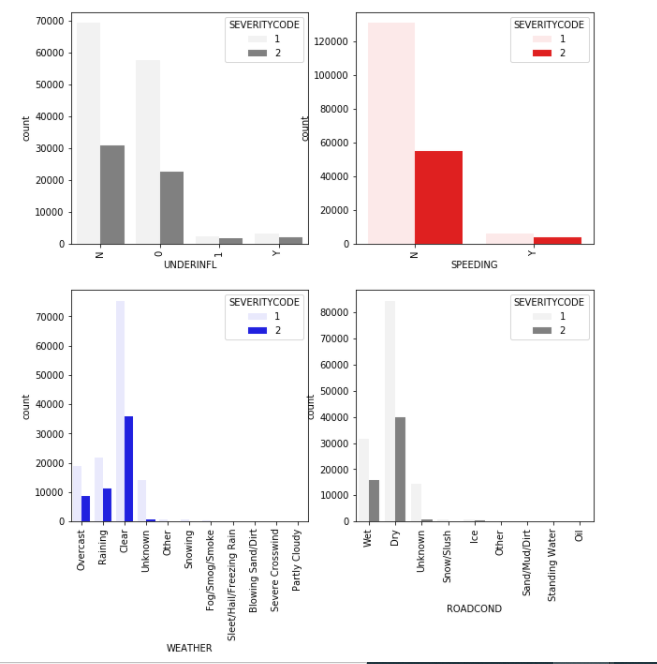 70000
60000
50000
40000
30000
20000
10000
0
count
SEVERITYCODE
1
2
N
0
1
Y
UNDERINFL
120000
100000
80000
60000
40000
20000
0
count
SEVERITYCODE
1
2
N
Y
SPEEDING
70000
60000
50000
40000
30000
20000
10000
0
count
SEVERITYCODE
1
2
Overcast
Raining
Clear
Unknown
Other
Snowing
Fog/Smog/Smoke
Sleet/Hail/Freezing Rain
Blowing Sand/Dirt
Severe Crosswind
Partly Cloudy
WEATHER
80000
70000
60000
50000
40000
30000
20000
10000
0
count
SEVERITYCODE
1
2
Wet
Dry
Unknown
Snow/Slush
Ice
Other
Sand/Mud/Dirt
Standing Water
Oil
ROADCOND